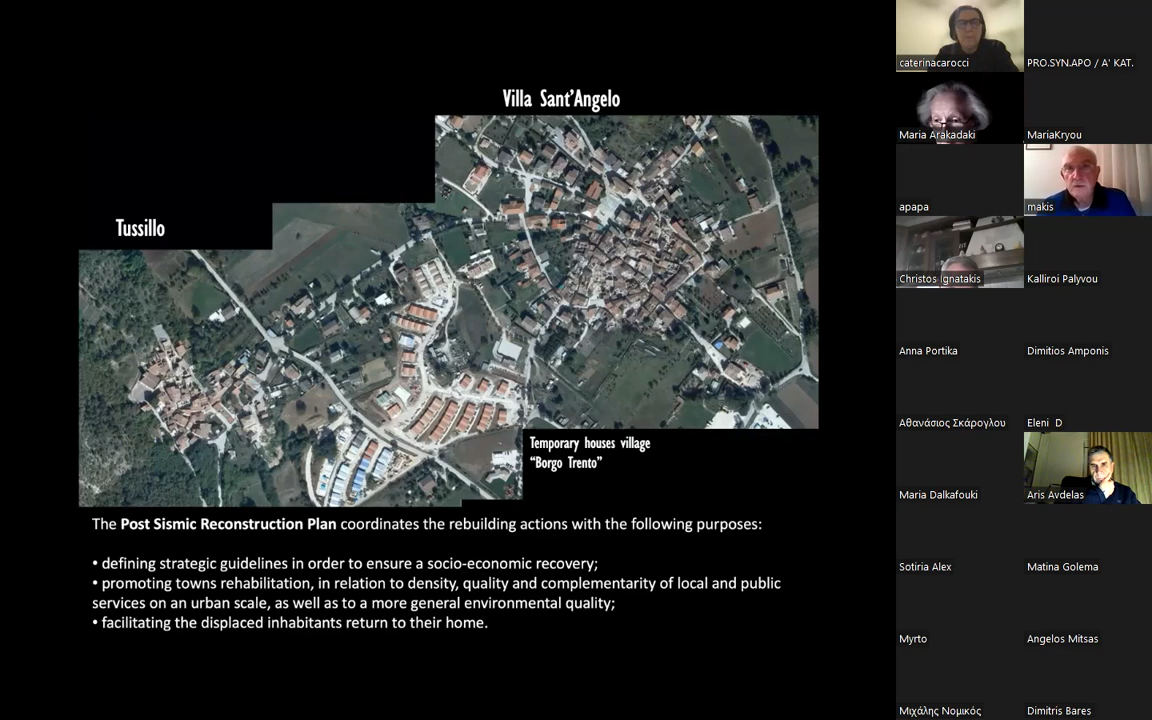 Villa Sant'Angelo
Tussillo
Temporary houses village
"Borgo Trento"
The Post Sismic Reconstruction Plan coordinates the rebuilding actions with the following purposes:
• defining strategic guidelines in order to ensure a socio-economic recovery;
• promoting towns rehabilitation, in relation to density, quality and complementarity of local and public
services on an urban scale, as well as to a more general environmental quality;
• facilitating the displaced inhabitants return to their home.
caterinacarocci
PRO.SYN.APO / A' KAT.
Maria Arakadaki
MariaKryou
apapa
makis
Christos Ignatakis
Kalliroi Palyvou
Anna Portika
Dimitios Amponis
Αθανάσιος Σκάρογλου
Eleni D
Maria Dalkafouki
Aris Avdelas
Sotiria Alex
Matina Golema
Myrto
Angelos Mitsas
Μιχάλης Νομικός
Dimitris Bares